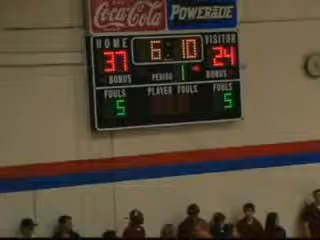 Coca-Cola
POWERADE
HOME
VISITOR
37 6:10 24
BONUS
PERIOD 1
BONUS
FOULS
PLAYER FOULS
FOULS
5
5